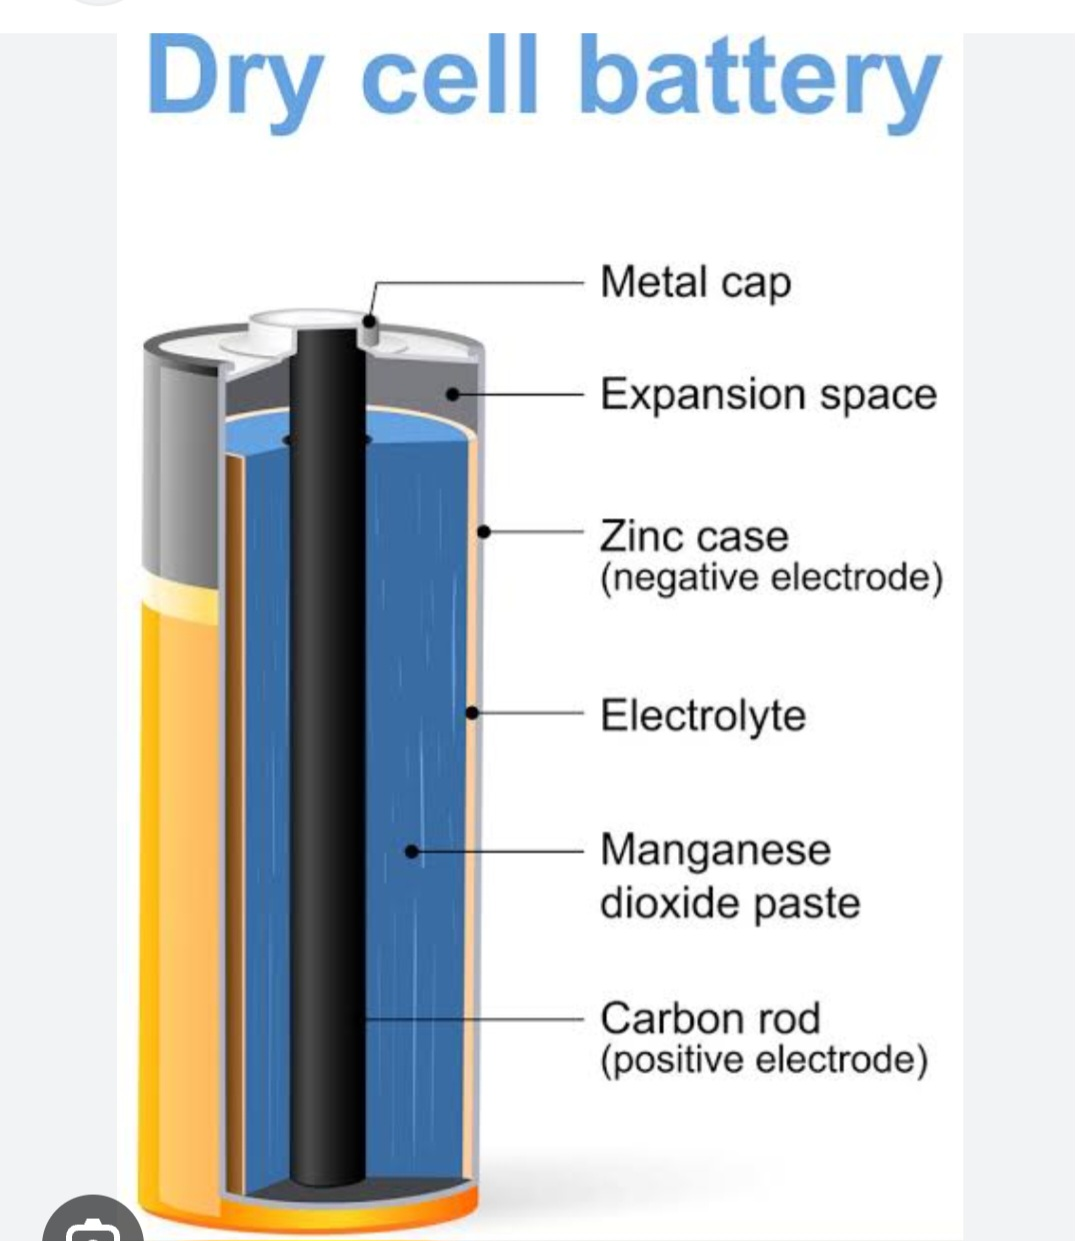 Dry cell battery
Metal cap
Expansion space
Zinc case
(negative electrode)
Electrolyte
Manganese
dioxide paste
Carbon rod
(positive electrode)